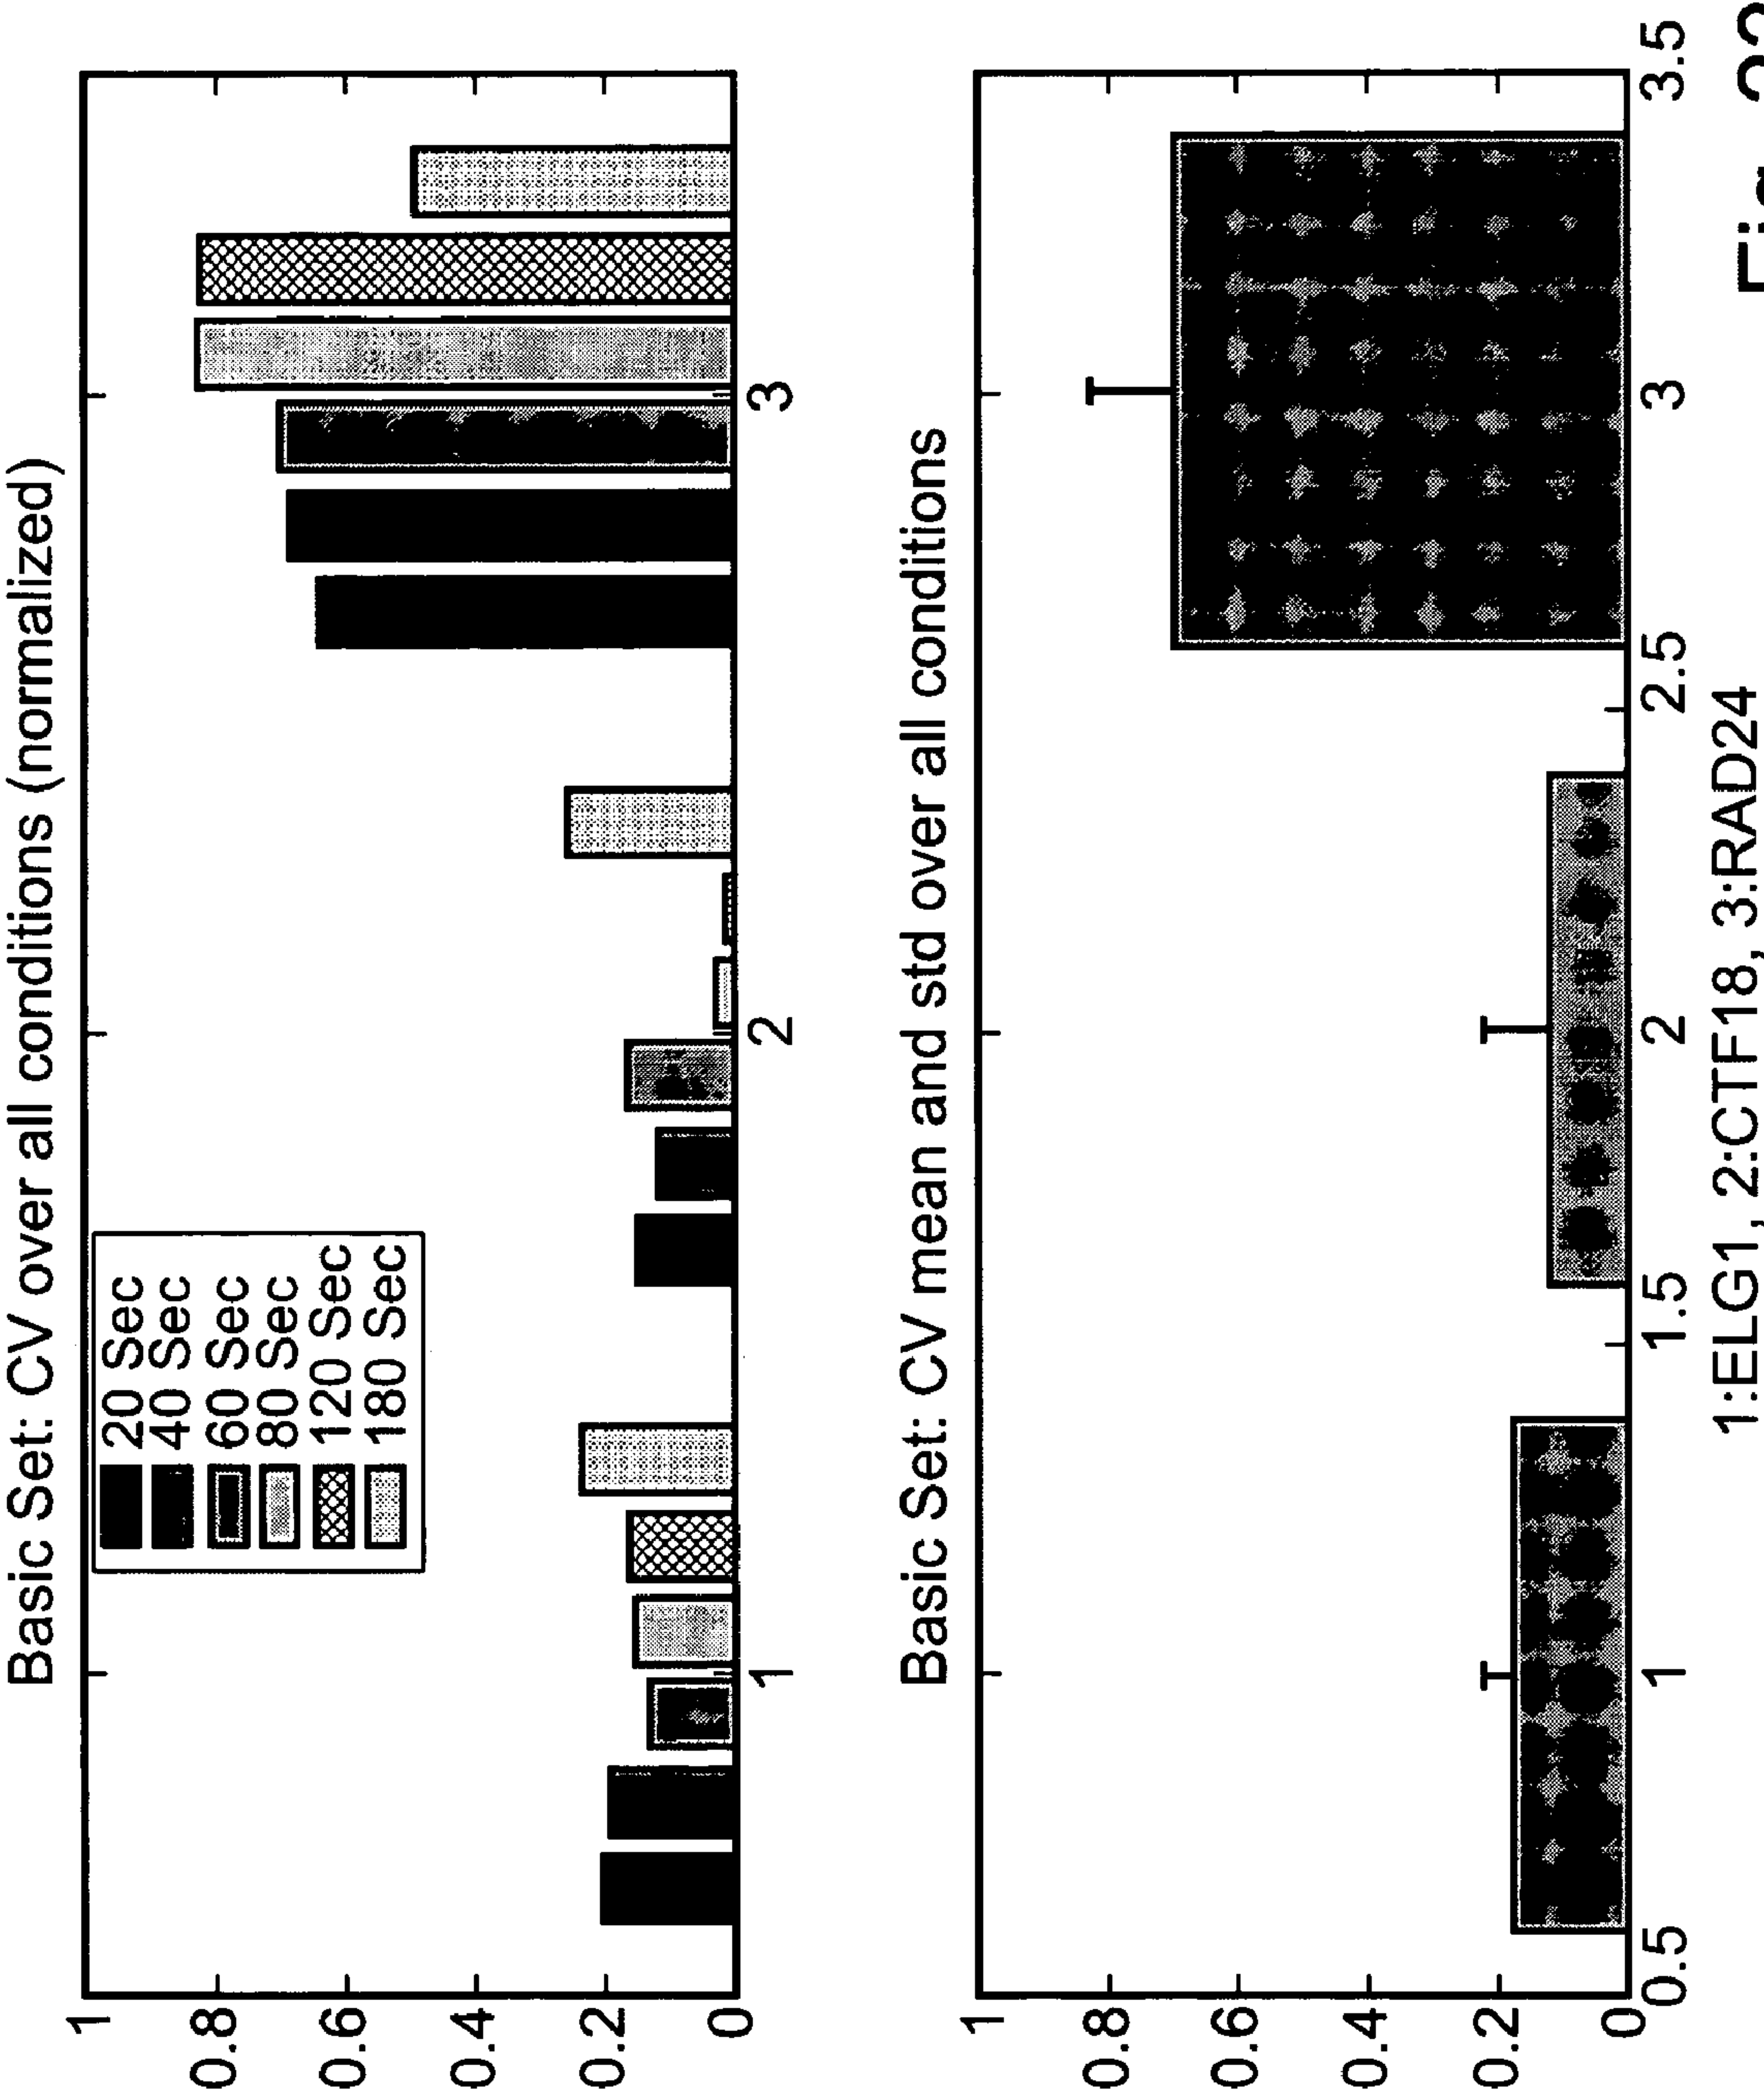 Basic Set: CV over all conditions (normalized)
1
0.8
0.6
0.4
0.2
0
20 Sec
40 Sec
60 Sec
80 Sec
120 Sec
180 Sec
1
2
3
Basic Set: CV mean and std over all conditions
1
0.8
0.6
0.4
0.2
0
0.5
1
1.5
2
2.5
3
3.5
1:ELG1, 2:CTF18, 3:RAD24